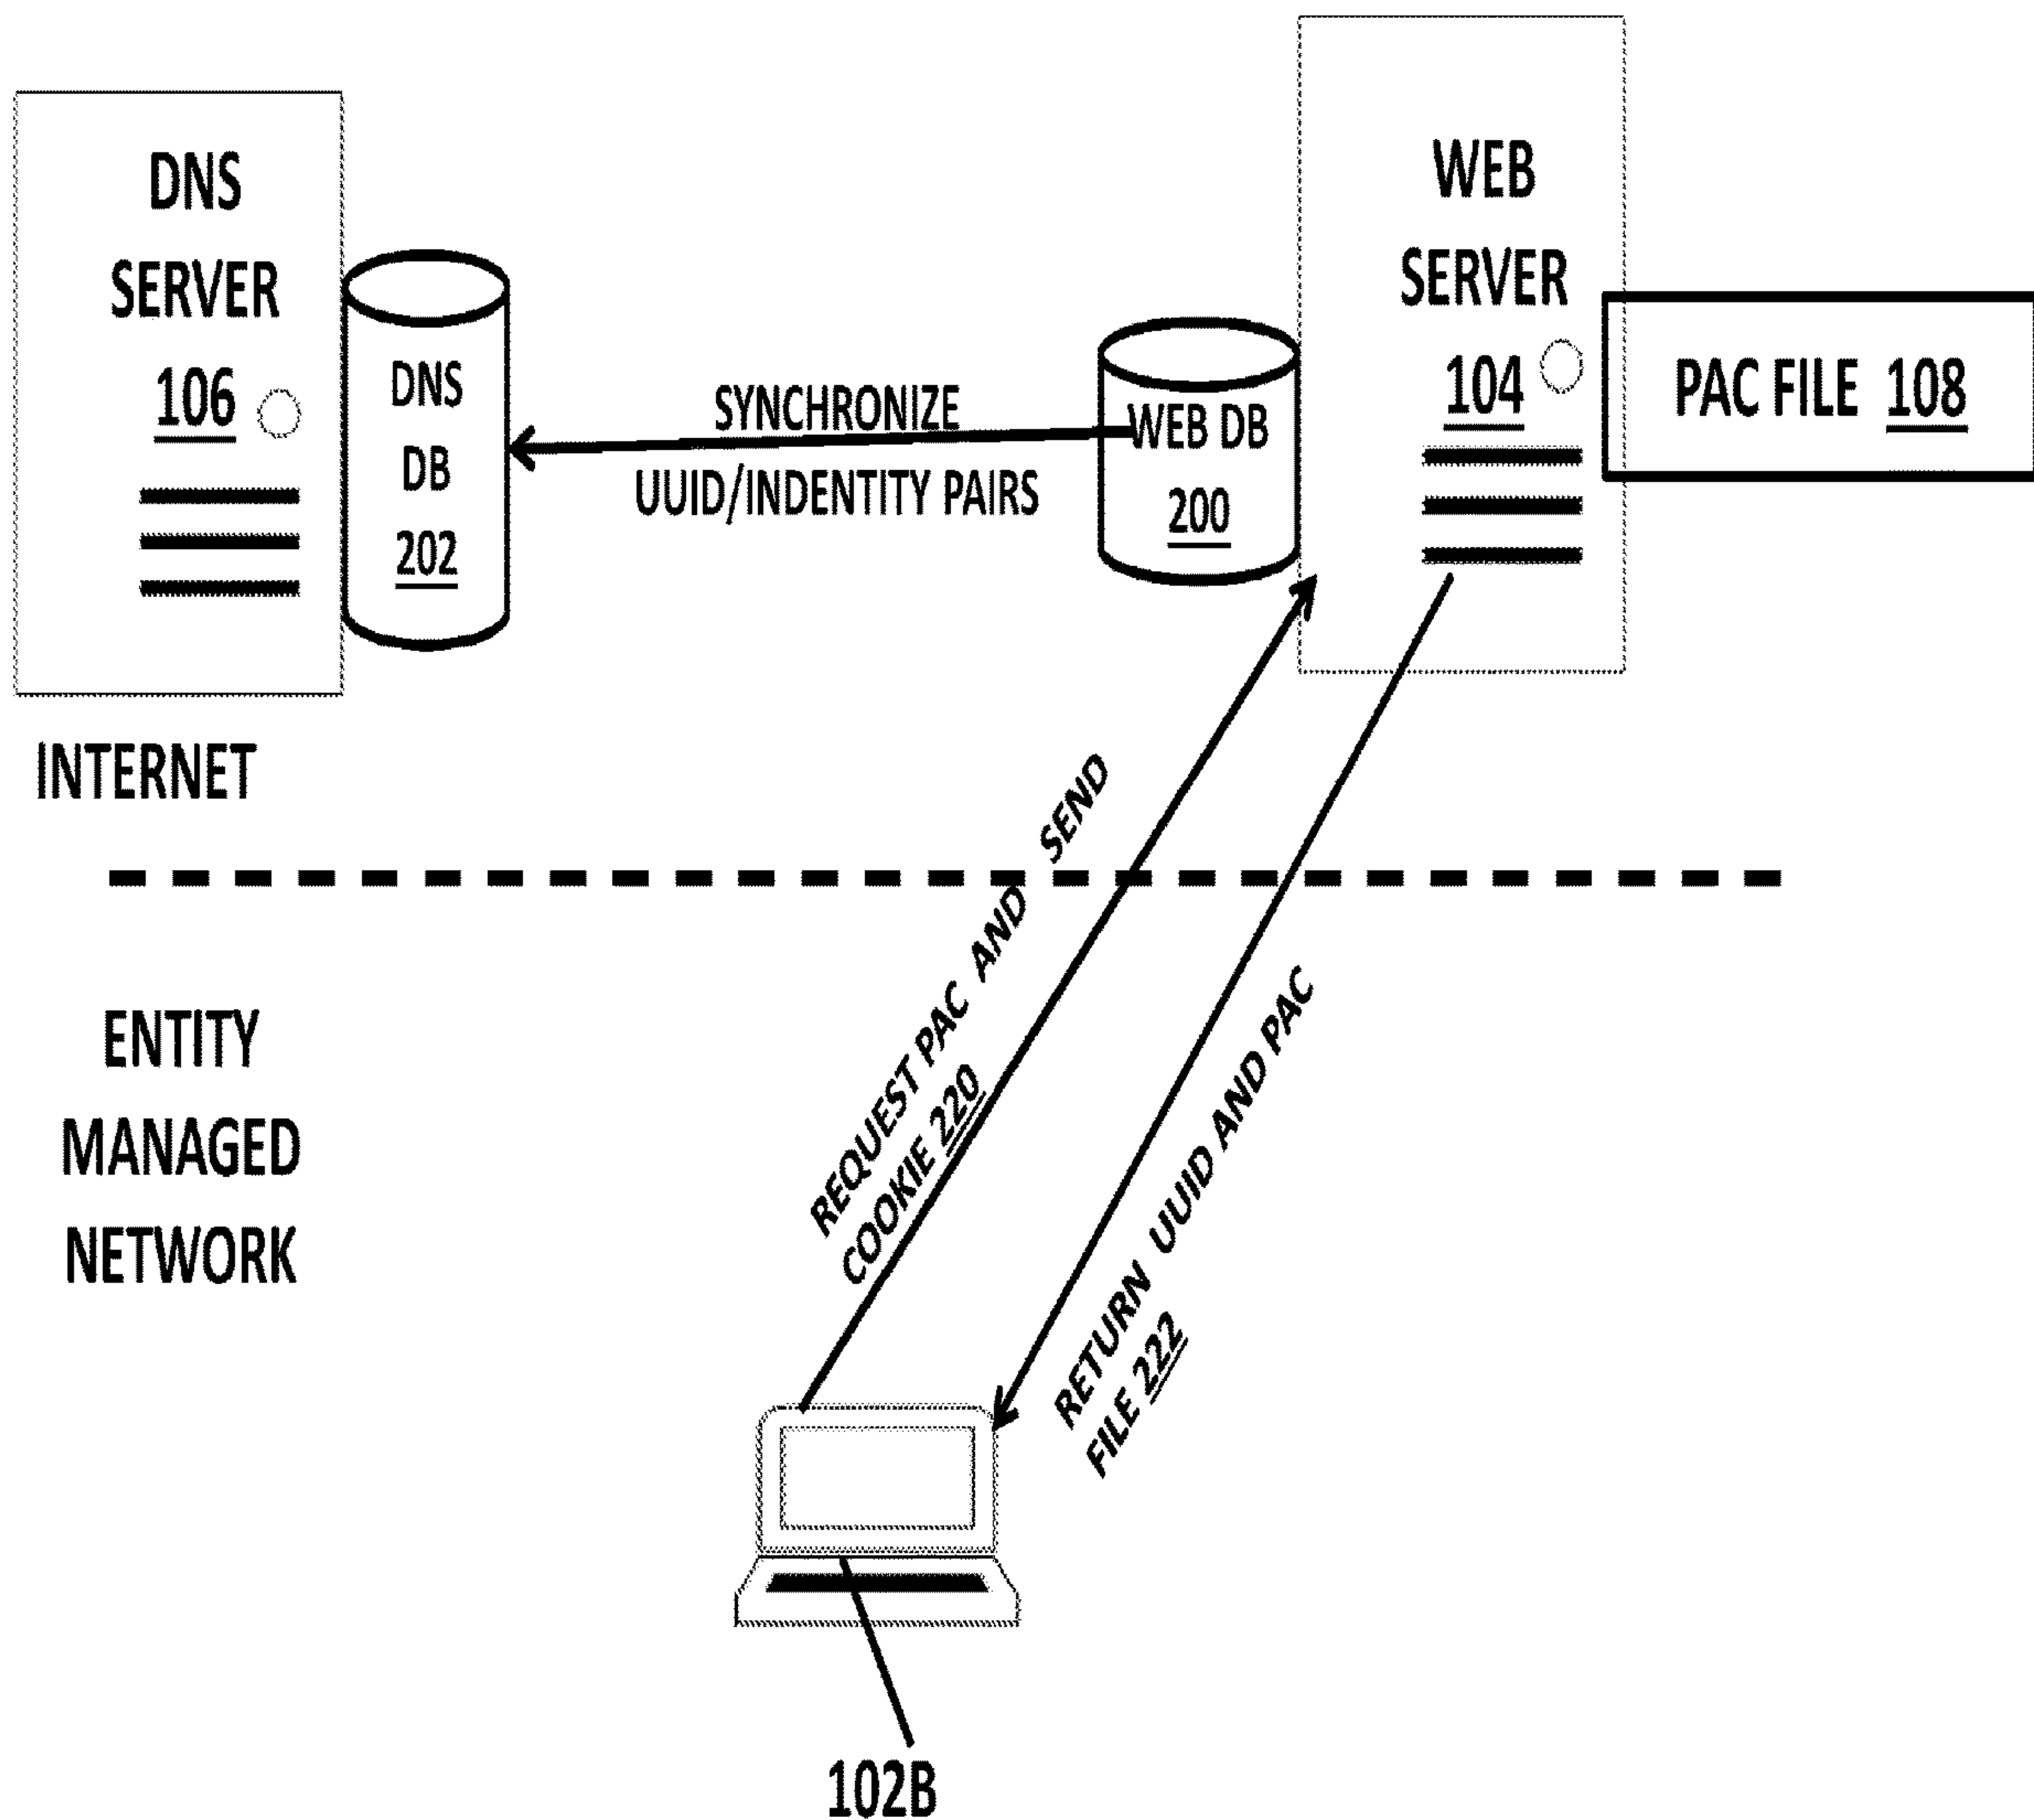 DNS
SERVER
106
DNS
DB
202
SYNCHRONIZE
UUID/INDENTITY PAIRS
WEB DB
200
WEB
SERVER
104
PAC FILE 108
INTERNET
REQUEST PAC AND SEND
COOKIE 220
RETURN UUID AND PAC
FILE 222
ENTITY
MANAGED
NETWORK
102B